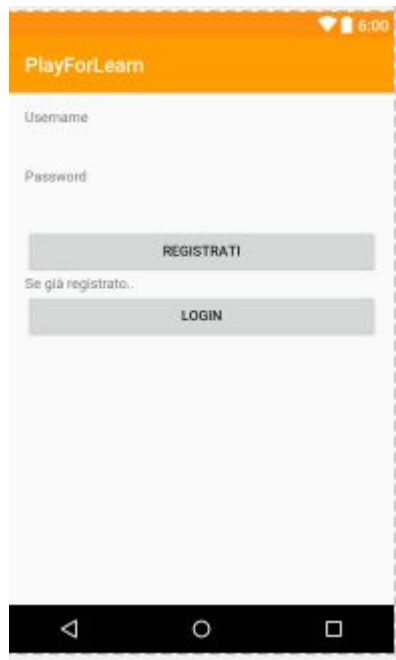 6:00
PlayForLearn
Username
Password
REGISTRATI
Se già registrato..
LOGIN